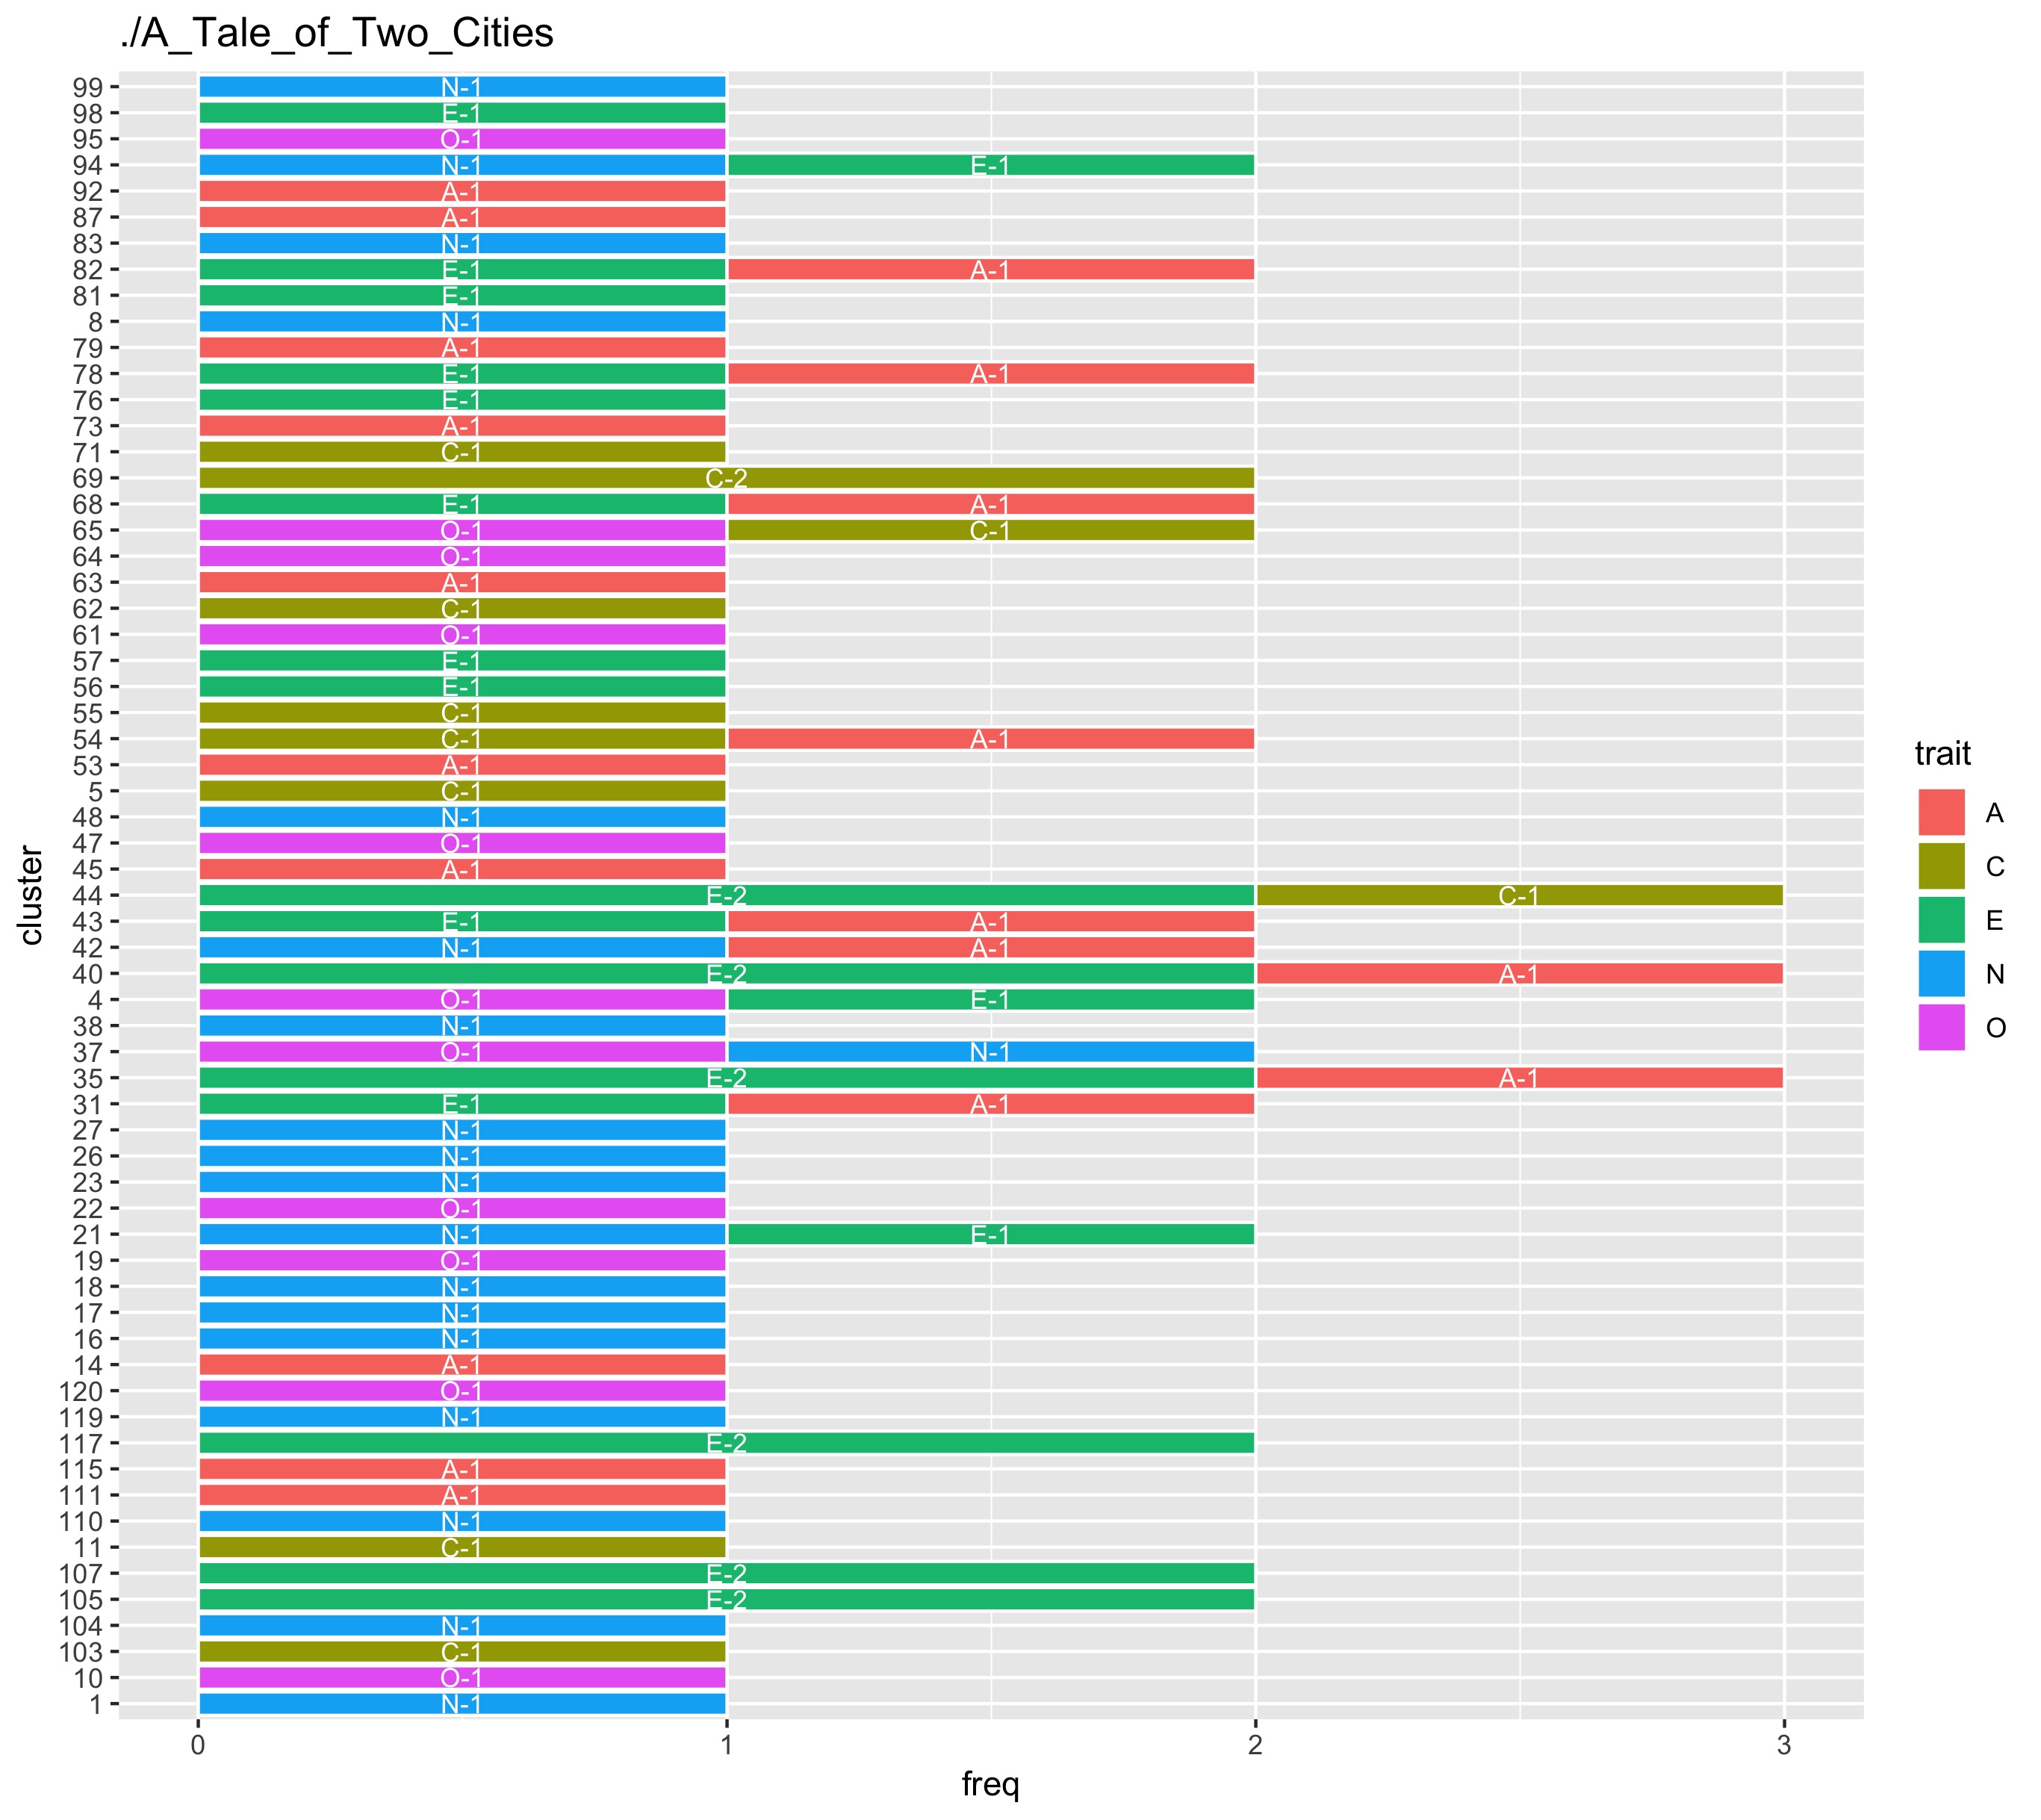 ./A_Tale_of_Two_Cities
99 N-1
98 E-1
95 O-1
94 N-1 E-1
92 A-1
87 A-1
83 N-1
82 E-1 A-1
81 E-1
8 N-1
79 A-1
78 E-1 A-1
76 E-1
73 A-1
71 C-1
69 C-2
68 E-1 A-1
65 O-1 C-1
64 O-1
63 A-1
62 C-1
61 O-1
57 E-1
56 E-1
55 C-1
54 C-1 A-1
53 A-1
5 C-1
48 N-1
47 O-1
45 A-1
44 E-2 C-1
43 E-1 A-1
42 N-1 A-1
40 E-2 A-1
4 O-1 E-1
38 N-1
37 O-1 N-1
35 E-2 A-1
31 E-1 A-1
27 N-1
26 N-1
23 N-1
22 O-1
21 N-1 E-1
19 O-1
18 N-1
17 N-1
16 N-1
14 A-1
120 O-1
119 N-1
117 E-2
115 A-1
111 A-1
110 N-1
11 C-1
107 E-2
105 E-2
104 N-1
103 C-1
10 O-1
1 N-1
0 1 2 3
freq
cluster
trait
A
C
E
N
O